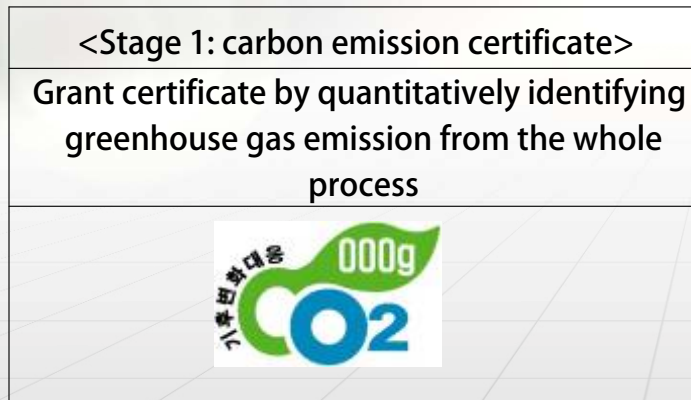 <Stage 1: carbon emission certificate>
Grant certificate by quantitatively identifying
greenhouse gas emission from the whole
process
기후변화대응
000g
CO2